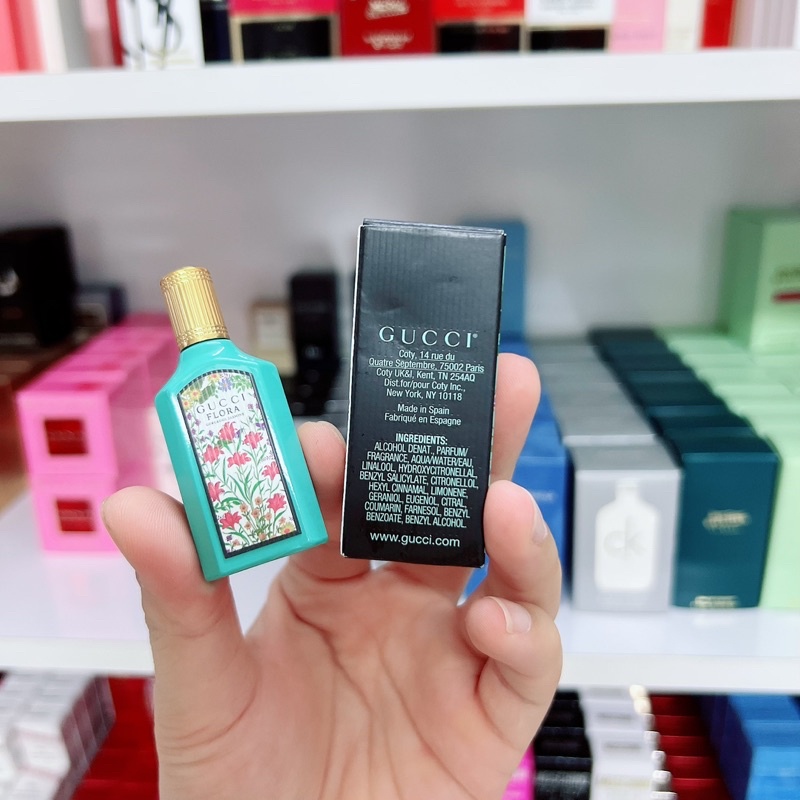 GUCCI
FLORA
GUCCI®
Coty, 14 rue du
Quatre Septembre, 75002 Paris
Coty UK&I, Kent, TN 254AQ
Dist.for/pour Coty Inc.,
New York, NY 10118
Made in Spain
Fabriqué en Espagne
INGREDIENTS:
ALCOHOL DENAT., PARFUM/
FRAGRANCE, AQUA/WATER/EAU,
LINALOOL, HYDROXYCITRONELLAL,
BENZYL SALICYLATE, CITRONELLOL,
HEXYL CINNAMAL, LIMONENE,
GERANIOL, EUGENOL, CITRAL,
COUMARIN, FARNESOL, BENZYL
BENZOATE, BENZYL ALCOHOL.
www.gucci.com
ck